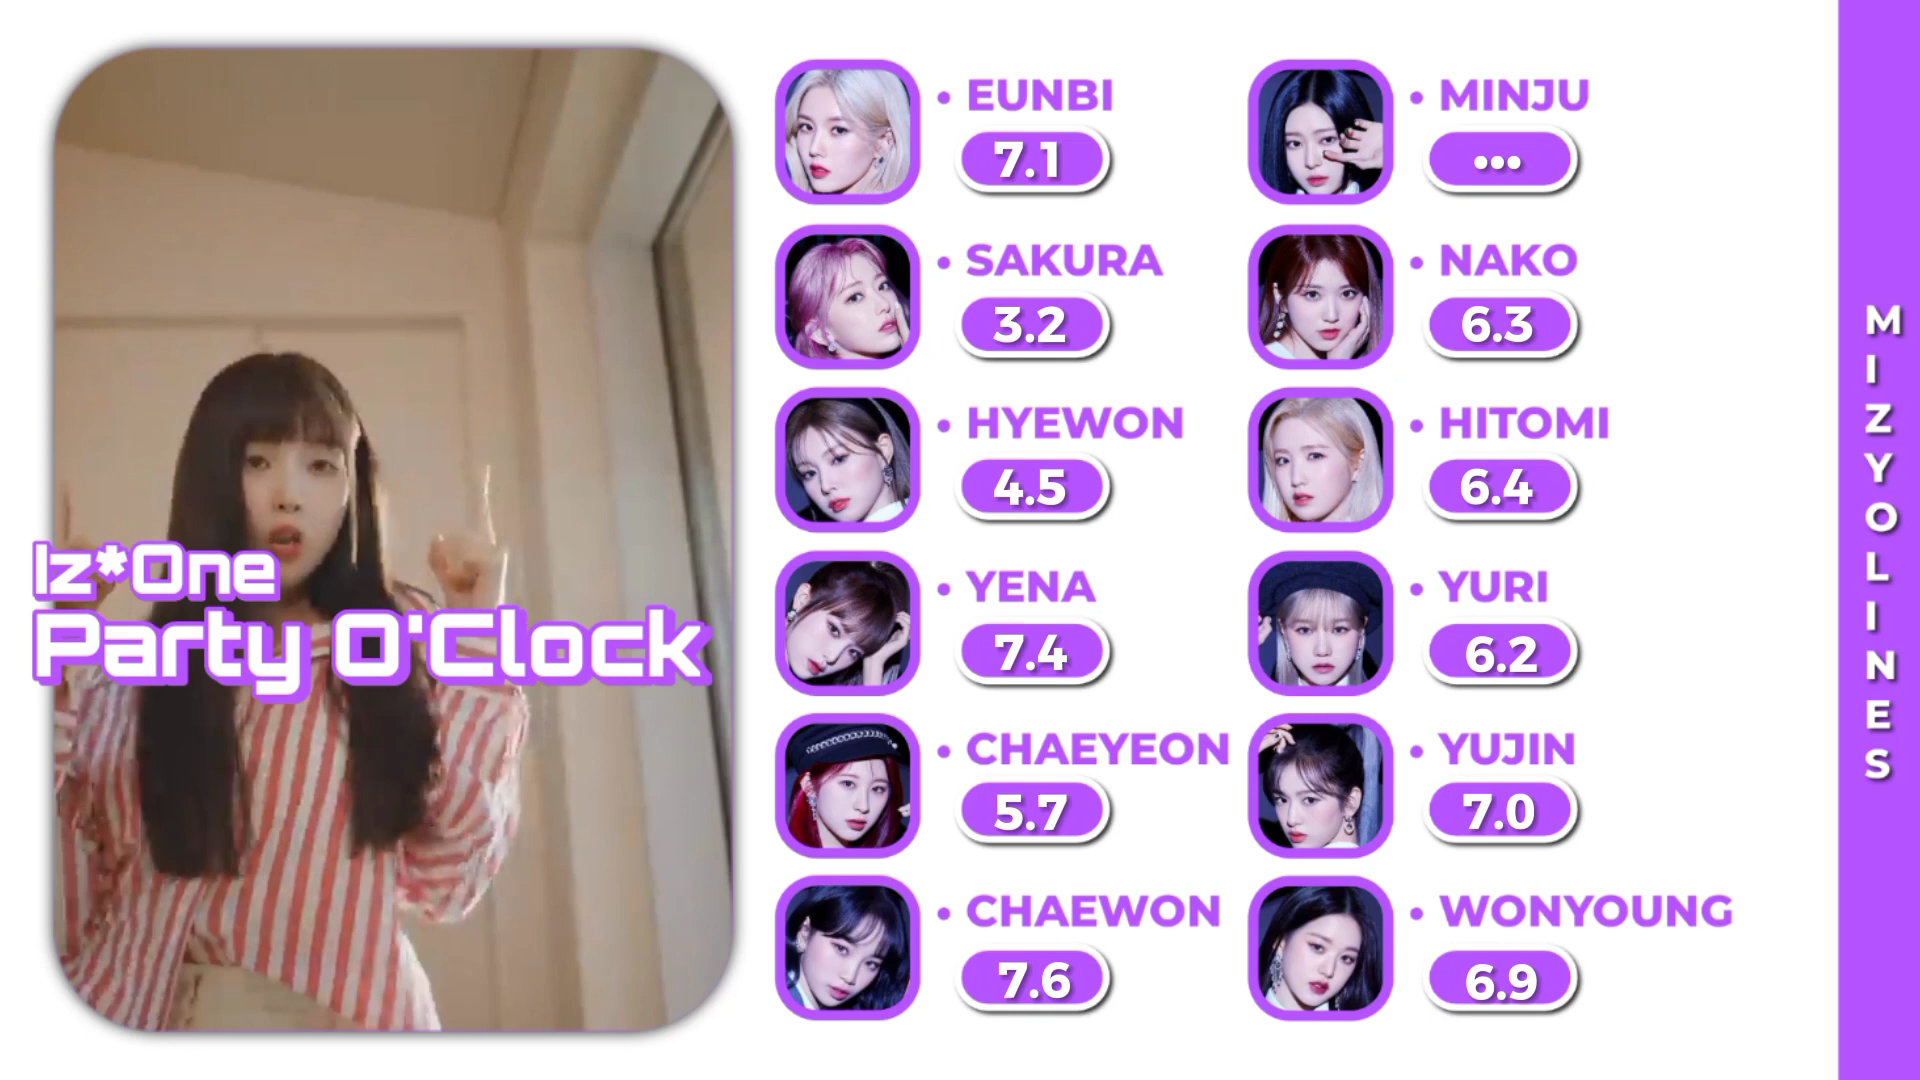 Iz*One
Party O'Clock
• EUNBI
7.1
• SAKURA
3.2
• HYEWON
4.5
• YENA
7.4
• CHAEYEON
5.7
• CHAEWON
7.6
• MINJU
...
• NAKO
6.3
• HITOMI
6.4
• YURI
6.2
• YUJIN
7.0
• WONYOUNG
6.9
MIZYOLINES